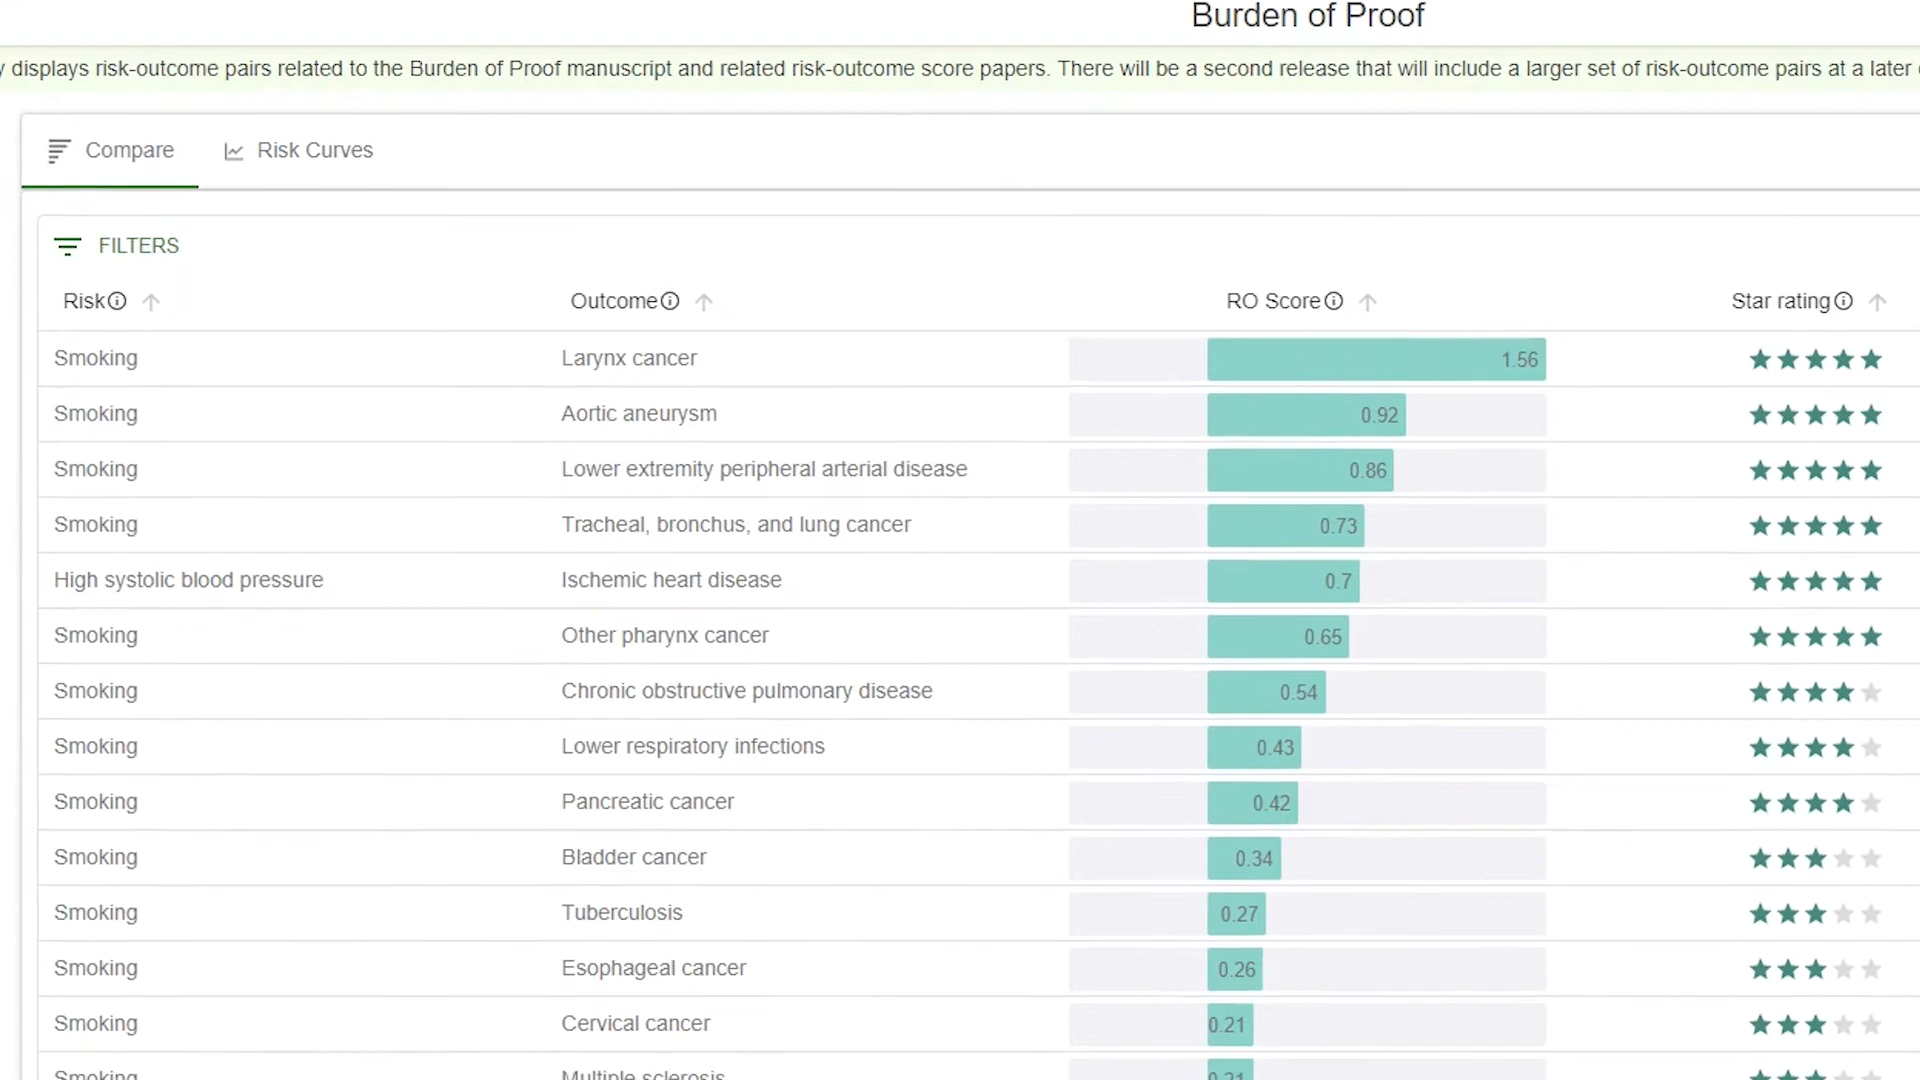 Burden of Proof
displays risk-outcome pairs related to the Burden of Proof manuscript and related risk-outcome score papers. There will be a second release that will include a larger set of risk-outcome pairs at a later
Compare Risk Curves
FILTERS
Risk Outcome RO Score Star rating
Smoking Larynx cancer 1.56
Smoking Aortic aneurysm 0.92
Smoking Lower extremity peripheral arterial disease 0.86
Smoking Tracheal, bronchus, and lung cancer 0.73
High systolic blood pressure Ischemic heart disease 0.7
Smoking Other pharynx cancer 0.65
Smoking Chronic obstructive pulmonary disease 0.54
Smoking Lower respiratory infections 0.43
Smoking Pancreatic cancer 0.42
Smoking Bladder cancer 0.34
Smoking Tuberculosis 0.27
Smoking Esophageal cancer 0.26
Smoking Cervical cancer 0.21
Smoking Multiple sclerosis 0.21